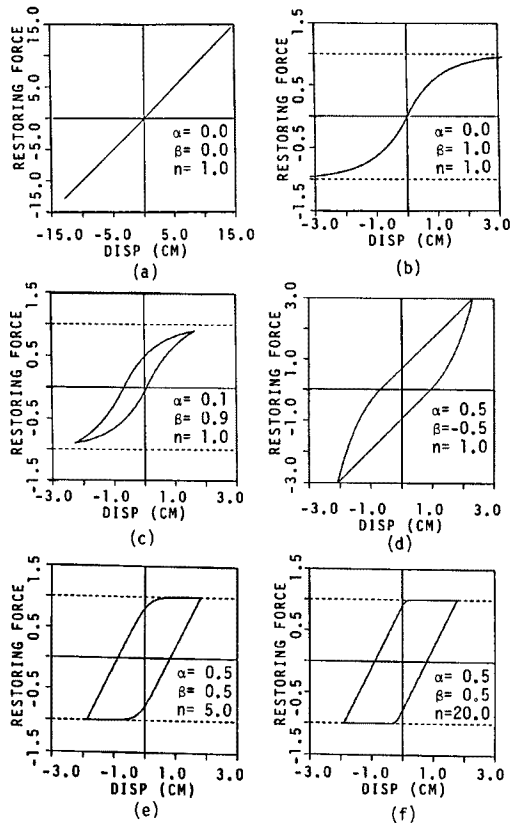 RESTORING FORCE
15.0
5.0
-5.0
-15.0
α= 0.0
β= 0.0
n= 1.0
-15.0 -5.0 5.0 15.0
DISP (CM)
(a)
RESTORING FORCE
1.5
0.5
-0.5
-1.5
α= 0.0
β= 1.0
n= 1.0
-3.0 -1.0 1.0 3.0
DISP (CM)
(b)
RESTORING FORCE
1.5
0.5
-0.5
-1.5
α= 0.1
β= 0.9
n= 1.0
-3.0 -1.0 1.0 3.0
DISP (CM)
(c)
RESTORING FORCE
3.0
1.0
-1.0
-3.0
α= 0.5
β=-0.5
n= 1.0
-3.0 -1.0 1.0 3.0
DISP (CM)
(d)
RESTORING FORCE
1.5
0.5
-0.5
-1.5
α= 0.5
β= 0.5
n= 5.0
-3.0 -1.0 1.0 3.0
DISP (CM)
(e)
RESTORING FORCE
1.5
0.5
-0.5
-1.5
α= 0.5
β= 0.5
n=20.0
-3.0 -1.0 1.0 3.0
DISP (CM)
(f)